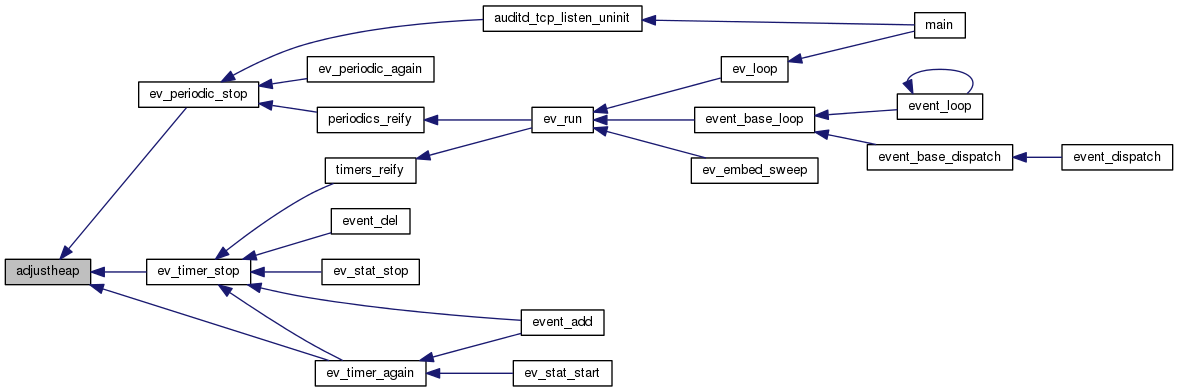 auditd_tcp_listen_uninit
main
ev_periodic_again
ev_loop
ev_periodic_stop
event_loop
periodics_reify
ev_run
event_base_loop
event_base_dispatch
event_dispatch
timers_reify
ev_embed_sweep
event_del
adjustheap
ev_timer_stop
ev_stat_stop
event_add
ev_timer_again
ev_stat_start